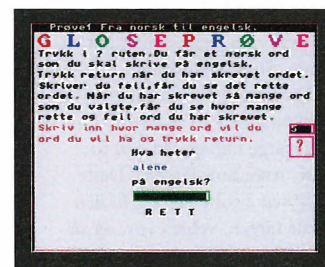 Prøve1 Fra norsk til engelsk.
GLOSEPRØVE
Trykk i ? ruten.Du får et norsk ord
som du skal skrive på engelsk.
Trykk return når du har skrevet ordet.
Skriver du feil,får du se det rette
ordet. Når du har skrevet så mange ord
som du valgte,får du se hvor mange
rette og feil ord du har skrevet.
Skriv inn hvor mange ord vil du
ord du vil ha og trykk return.
5
?
Hva heter
alene
på engelsk?
RETT